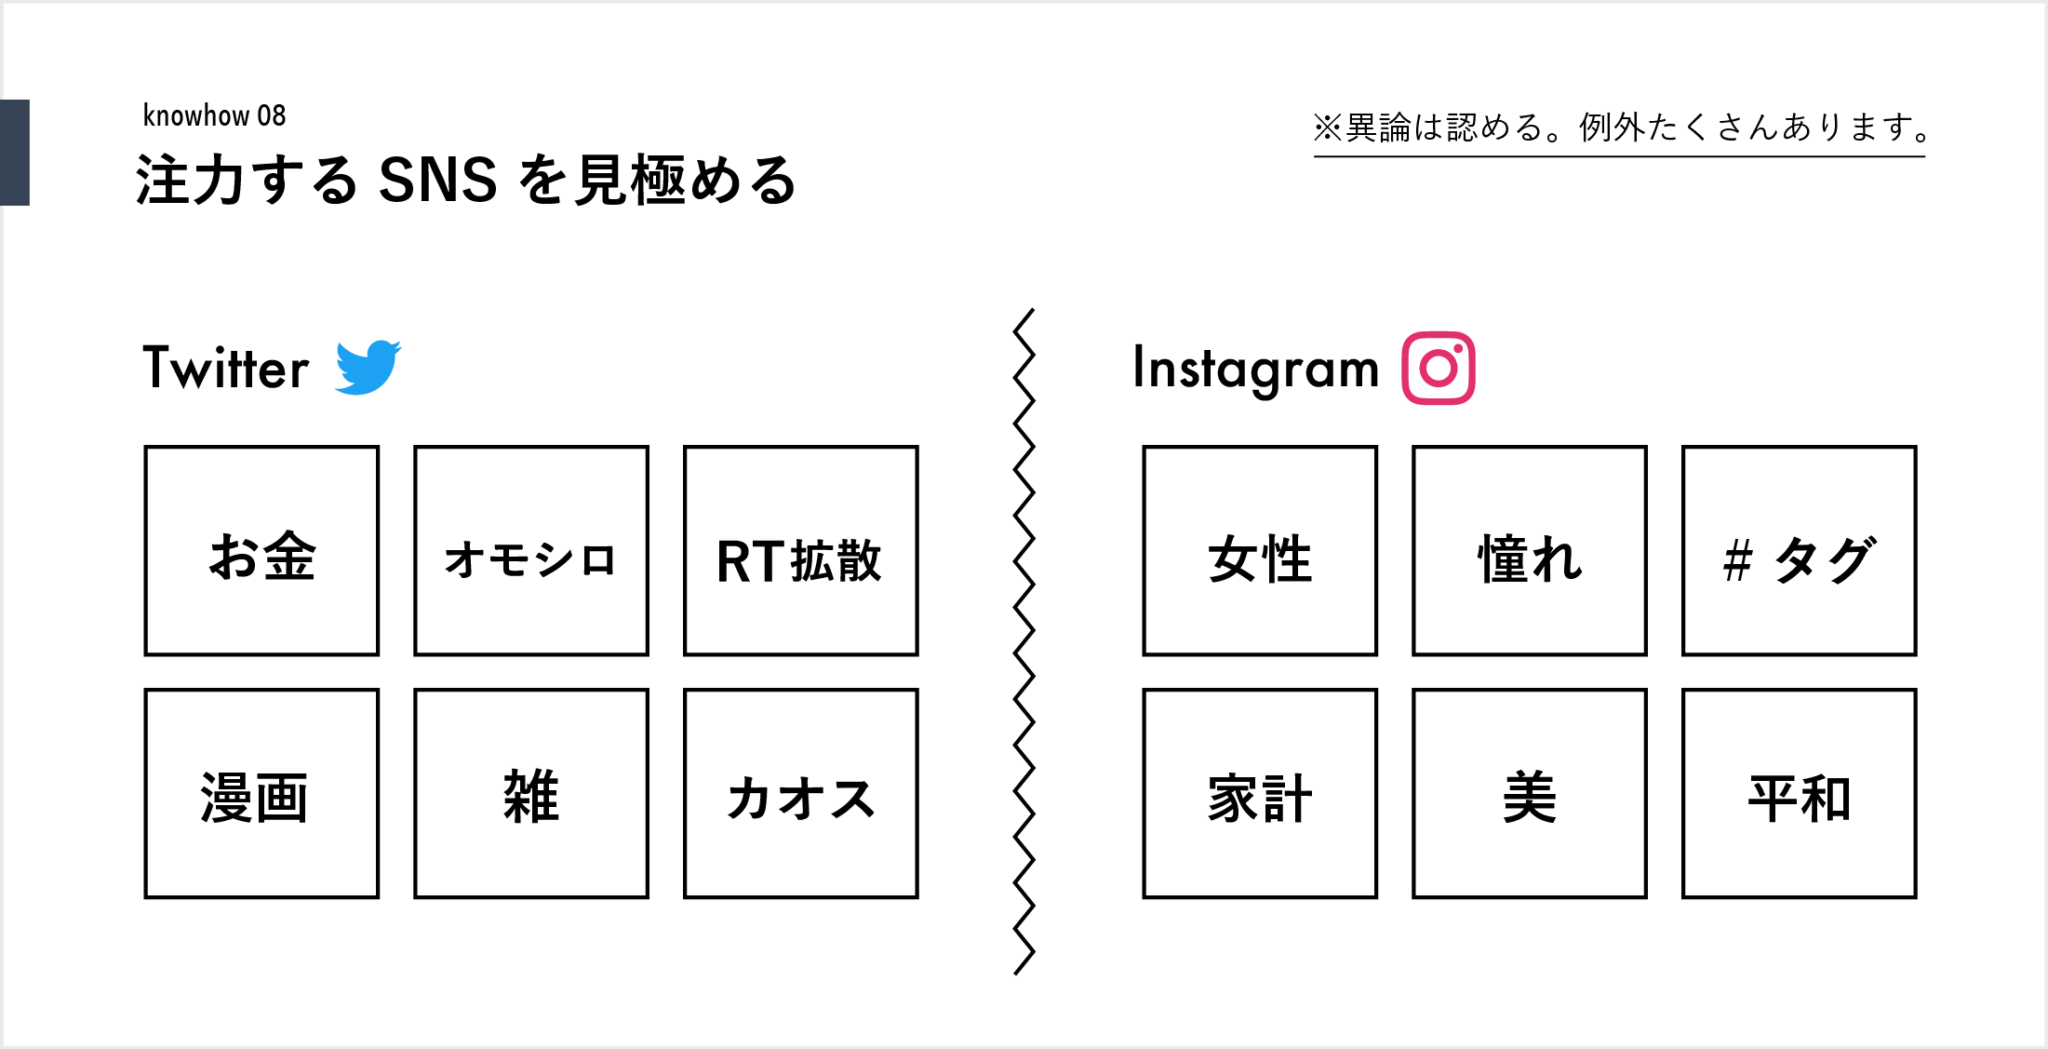 knowhow 08
注力する SNS を見極める
※異論は認める。例外たくさんあります。
Twitter
お金
オモシロ
RT拡散
漫画
雑
カオス
Instagram
女性
憧れ
# タグ
家計
美
平和